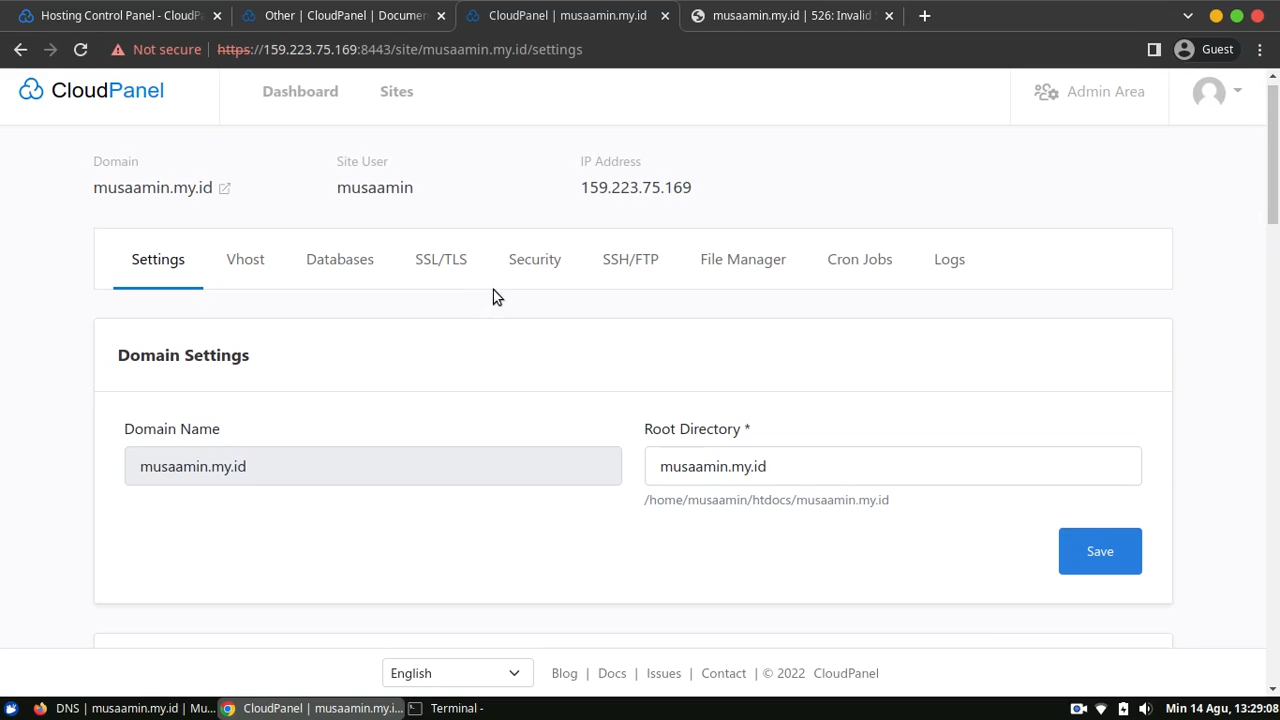 Hosting Control Panel - CloudPa
Other | CloudPanel | Documen
CloudPanel | musaamin.my.id
musaamin.my.id | 526: Invalid
Not secure
https://159.223.75.169:8443/site/musaamin.my.id/settings
Guest
CloudPanel
Dashboard
Sites
Admin Area
Domain
Site User
IP Address
musaamin.my.id
musaamin
159.223.75.169
Settings
Vhost
Databases
SSL/TLS
Security
SSH/FTP
File Manager
Cron Jobs
Logs
Domain Settings
Domain Name
Root Directory *
musaamin.my.id
musaamin.my.id
/home/musaamin/htdocs/musaamin.my.id
Save
English
Blog | Docs | Issues | Contact | © 2022 CloudPanel
DNS | musaamin.my.id | Mu...
CloudPanel | musaamin.my.i...
Terminal -
Min 14 Agu, 13:29:08